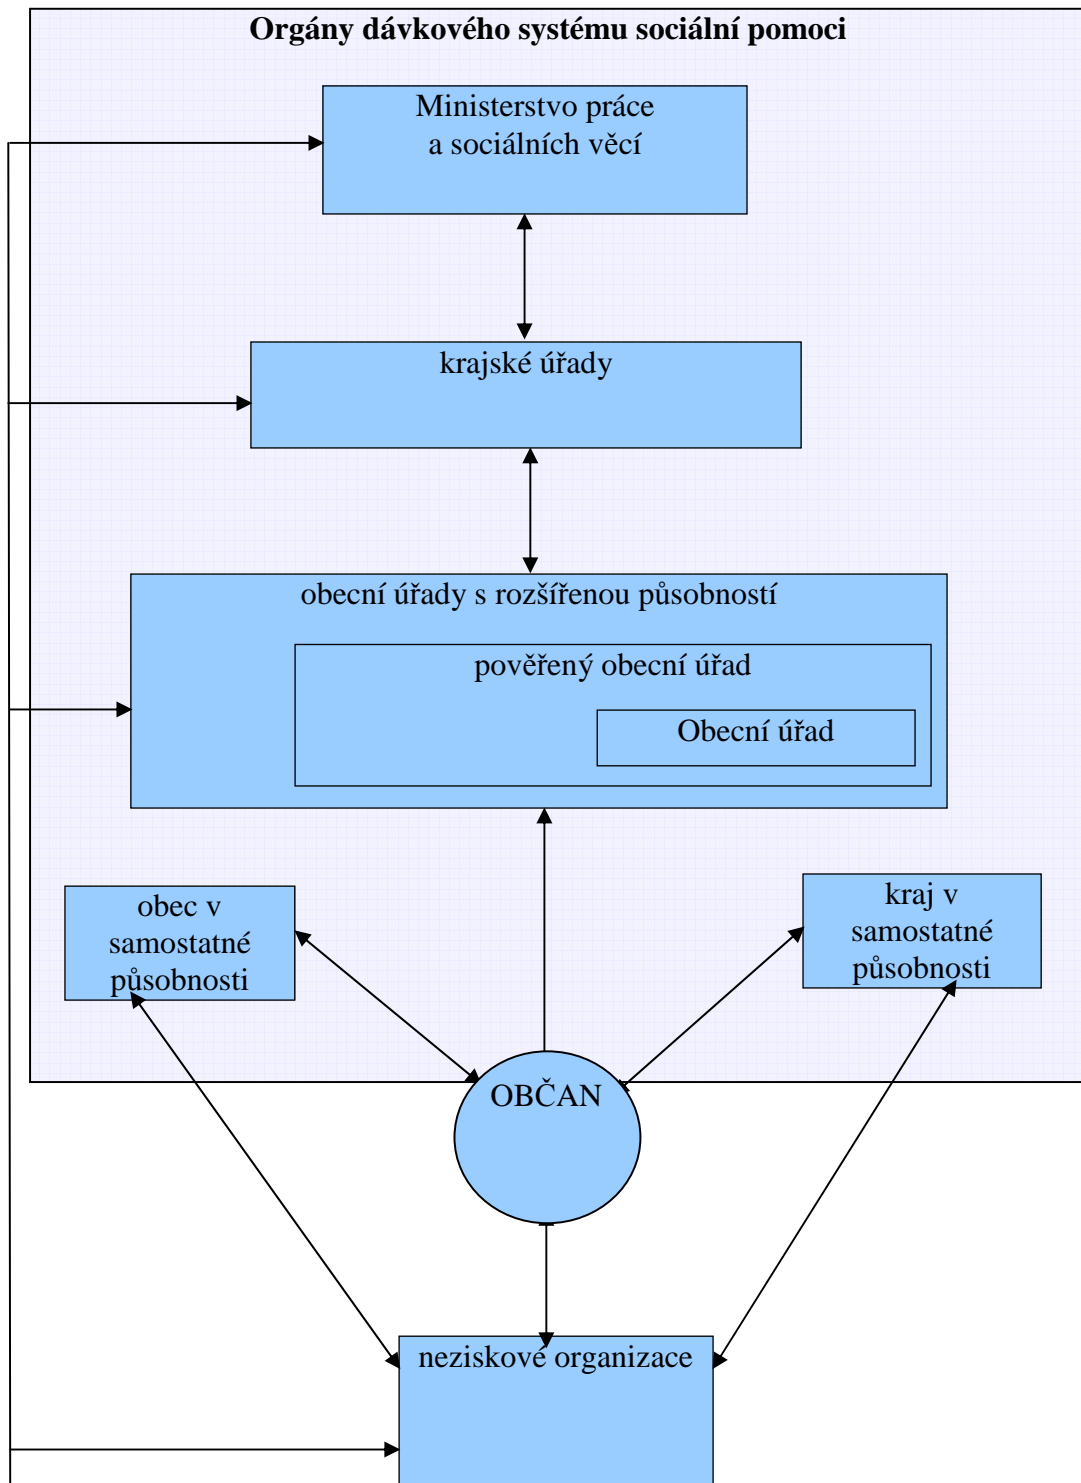 Orgány dávkového systému sociální pomoci
Ministerstvo práce
a sociálních věcí
krajské úřady
obecní úřady s rozšířenou působností
pověřený obecní úřad
Obecní úřad
obec v
samostatné
působnosti
kraj v
samostatné
působnosti
OBČAN
neziskové organizace